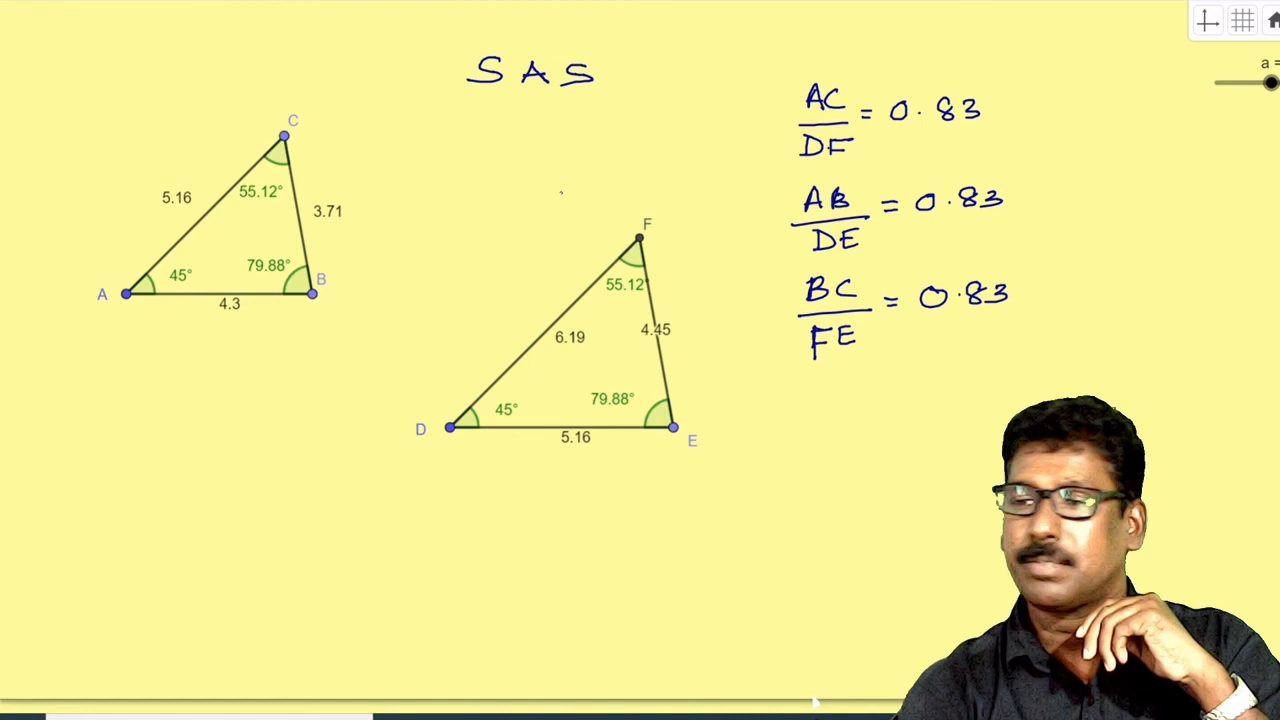 SAS
a =
C
5.16
55.12°
3.71
45°
79.88°
A
B
4.3
F
55.12°
6.19
4.45
45°
79.88°
D
5.16
E
AC
DF
= 0.83
AB
DE
= 0.83
BC
FE
= 0.83